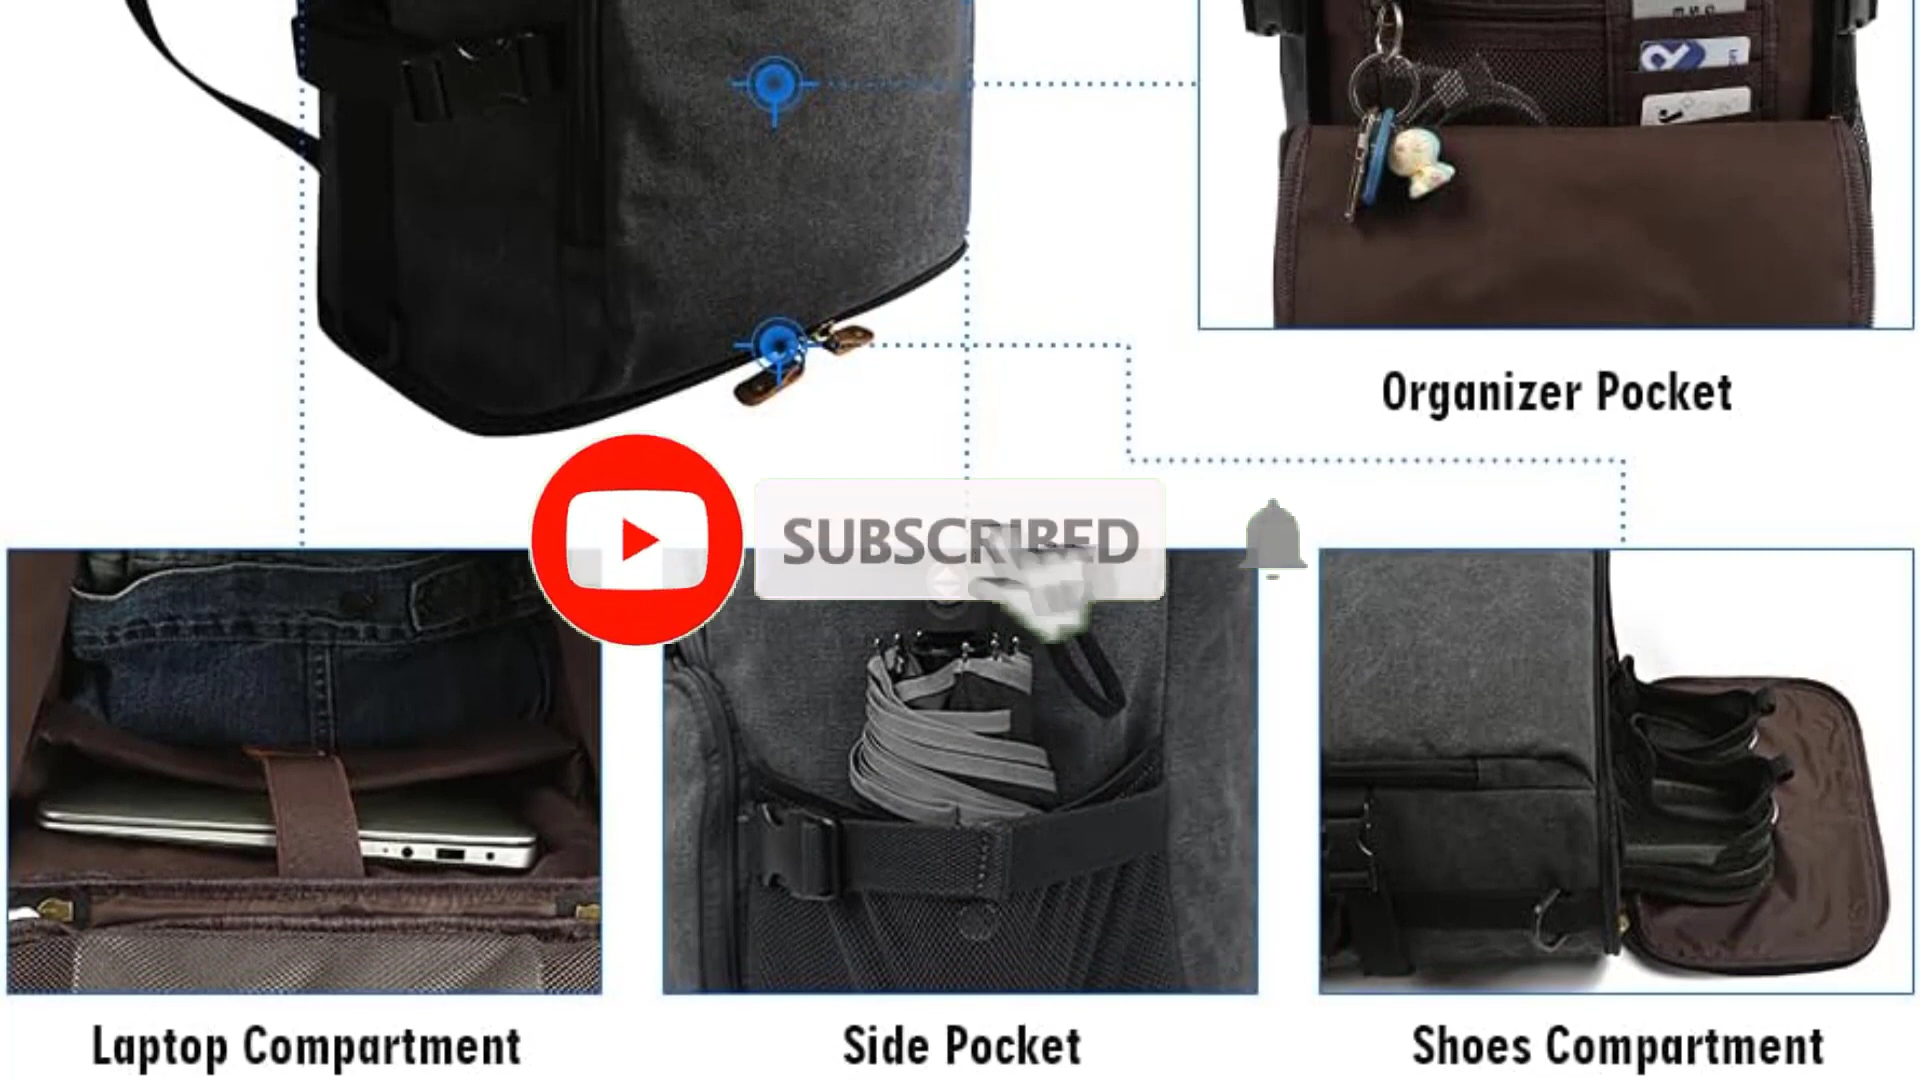 Organizer Pocket
SUBSCRIBED
Laptop Compartment
Side Pocket
Shoes Compartment